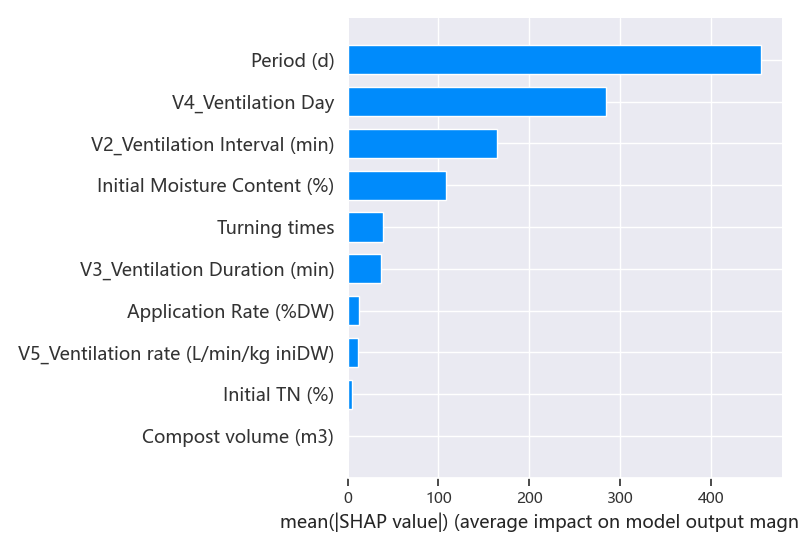 Period (d)
V4_Ventilation Day
V2_Ventilation Interval (min)
Initial Moisture Content (%)
Turning times
V3_Ventilation Duration (min)
Application Rate (%DW)
V5_Ventilation rate (L/min/kg iniDW)
Initial TN (%)
Compost volume (m3)
0 100 200 300 400
mean(|SHAP value|) (average impact on model output magn